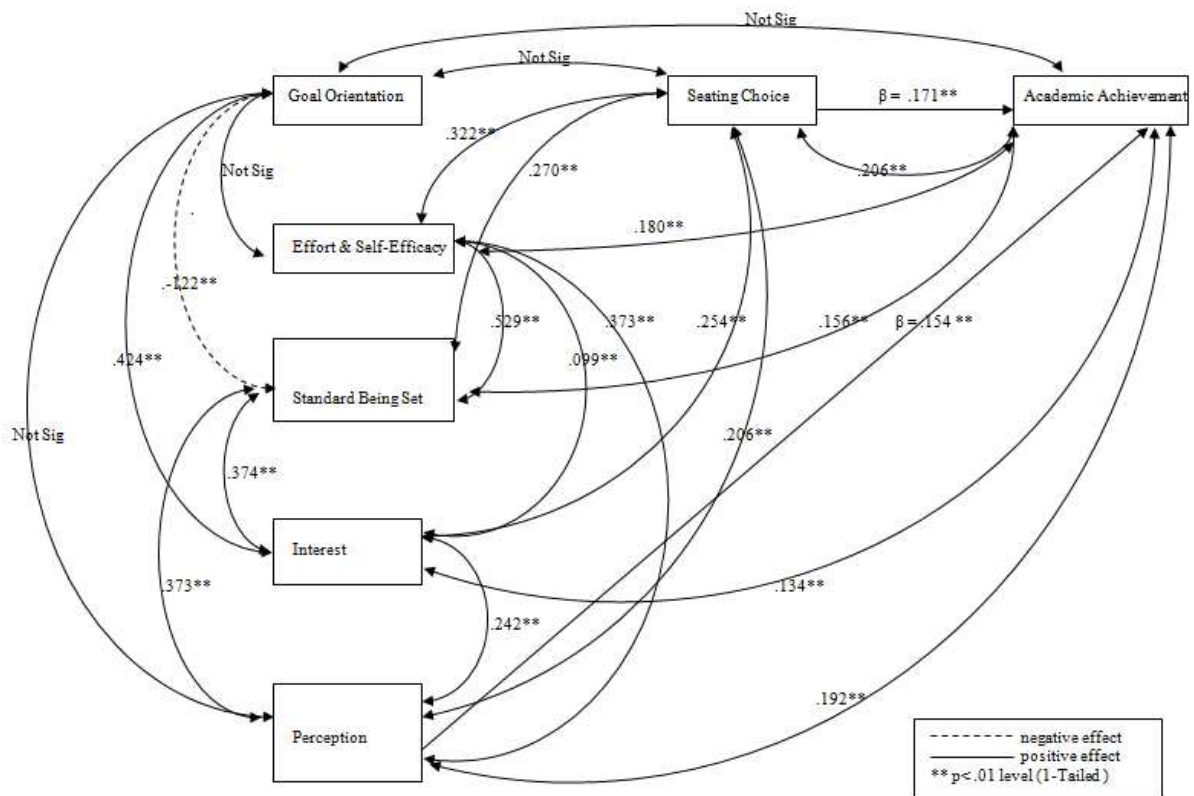 Not Sig
Not Sig
Goal Orientation
Seating Choice
β = .171**
Academic Achievement
.322**
Not Sig
.270**
.206**
.180**
Effort & Self-Efficacy
.-122**
.529**
.373**
.254**
.156**
β = .154 **
.424**
.099**
Standard Being Set
Not Sig
.206**
.374**
Interest
.373**
.134**
.242**
.192**
Perception
negative effect
positive effect
** p< .01 level (1-Tailed )